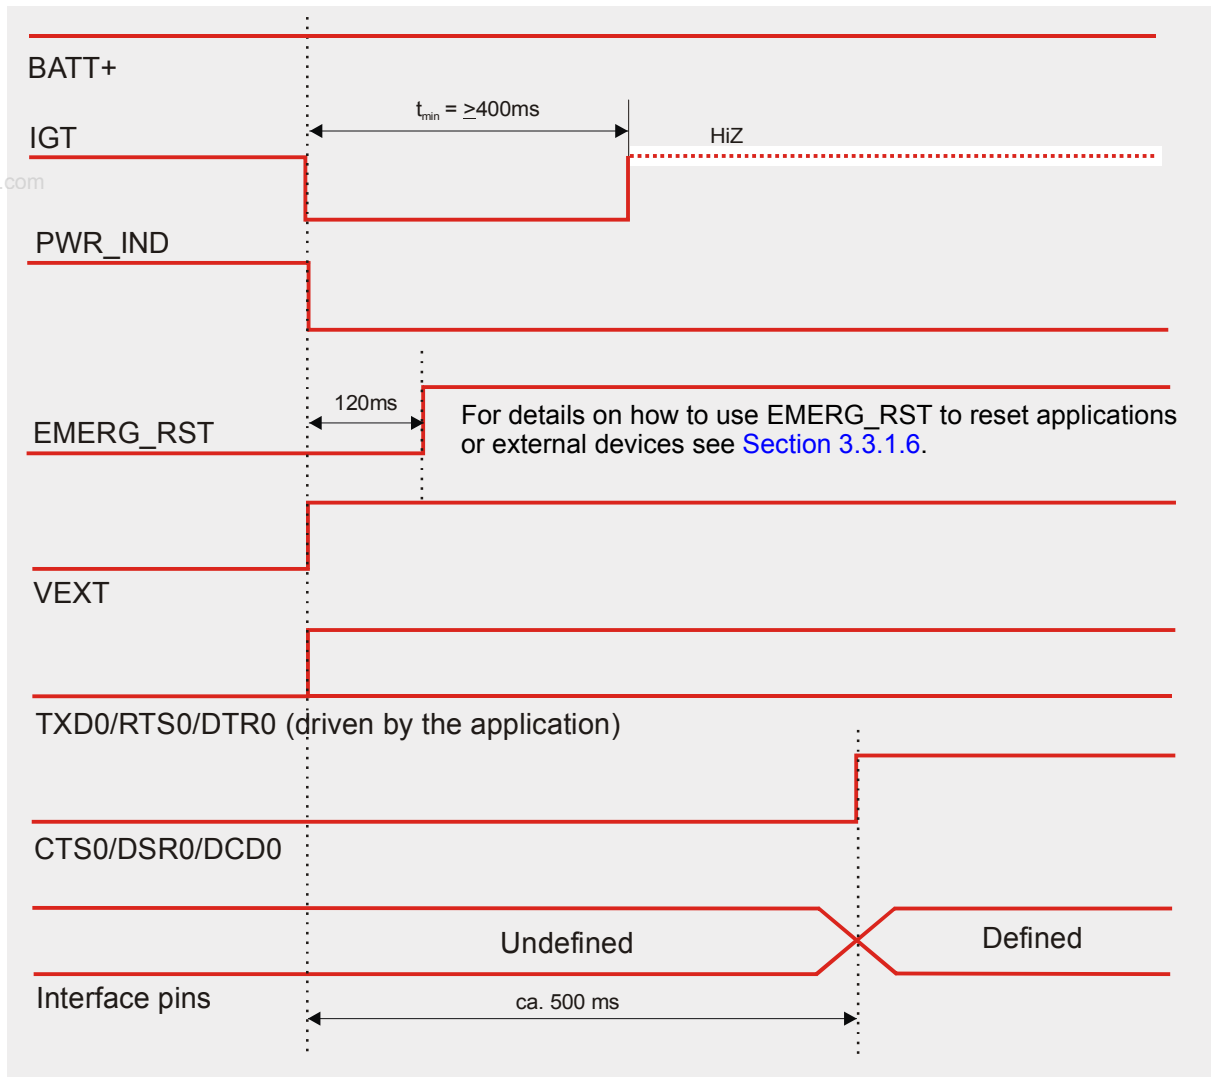 BATT+
tmin = ≥400ms
IGT
HiZ
.com
PWR_IND
120ms
EMERG_RST
For details on how to use EMERG_RST to reset applications
or external devices see Section 3.3.1.6.
VEXT
TXD0/RTS0/DTR0 (driven by the application)
CTS0/DSR0/DCD0
Undefined
Defined
Interface pins
ca. 500 ms